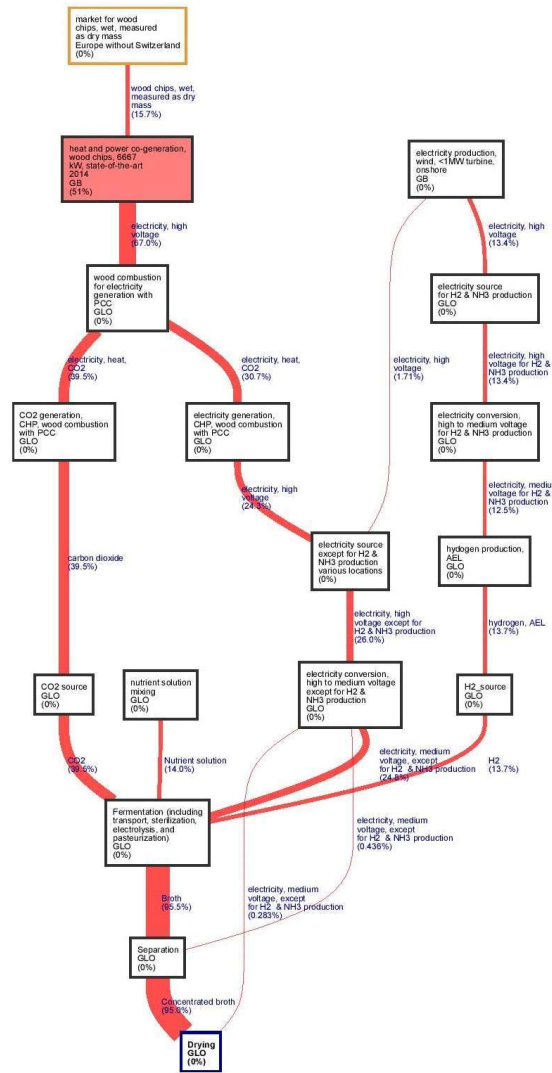 market for wood
chips, wet, measured
as dry mass
Europe without Switzerland
(0%)
wood chips, wet,
measured as dry
mass
(15.7%)
heat and power co-generation,
wood chips, 6667
kW, state-of-the-art
2014
GB
(51%)
electricity production,
wind, <1MW turbine,
onshore
GB
(0%)
electricity, high
voltage
(67.0%)
electricity, high
voltage
(13.4%)
wood combustion
for electricity
generation with
PCC
GLO
(0%)
electricity source
for H2 & NH3 production
GLO
(0%)
electricity, heat,
CO2
(39.5%)
electricity, heat,
CO2
(30.7%)
electricity, high
voltage
(1.71%)
electricity, high
voltage for H2 &
NH3 production
(13.4%)
CO2 generation,
CHP, wood combustion
with PCC
GLO
(0%)
electricity generation,
CHP, wood combustion
with PCC
GLO
(0%)
electricity conversion,
high to medium voltage
for H2 & NH3 production
GLO
(0%)
electricity, high
voltage
(24.3%)
electricity, mediu
voltage for H2 &
NH3 production
(12.5%)
carbon dioxide
(39.5%)
electricity source
except for H2 &
NH3 production
various locations
(0%)
hydogen production,
AEL
GLO
(0%)
electricity, high
voltage except for
H2 & NH3 production
(26.0%)
hydrogen, AEL
(13.7%)
CO2 source
GLO
(0%)
nutrient solution
mixing
GLO
(0%)
electricity conversion,
high to medium voltage
except for H2 &
NH3 production
GLO
(0%)
H2_source
GLO
(0%)
CO2
(39.5%)
Nutrient solution
(14.0%)
electricity, medium
voltage, except
for H2 & NH3 production
(24.8%)
H2
(13.7%)
Fermentation (including
transport, sterilization,
electrolysis, and
pasteurization)
GLO
(0%)
electricity, medium
voltage, except
for H2 & NH3 production
(0.436%)
Broth
(95.5%)
electricity, medium
voltage, except
for H2 & NH3 production
(0.283%)
Separation
GLO
(0%)
Concentrated broth
(95.0%)
Drying
GLO
(0%)